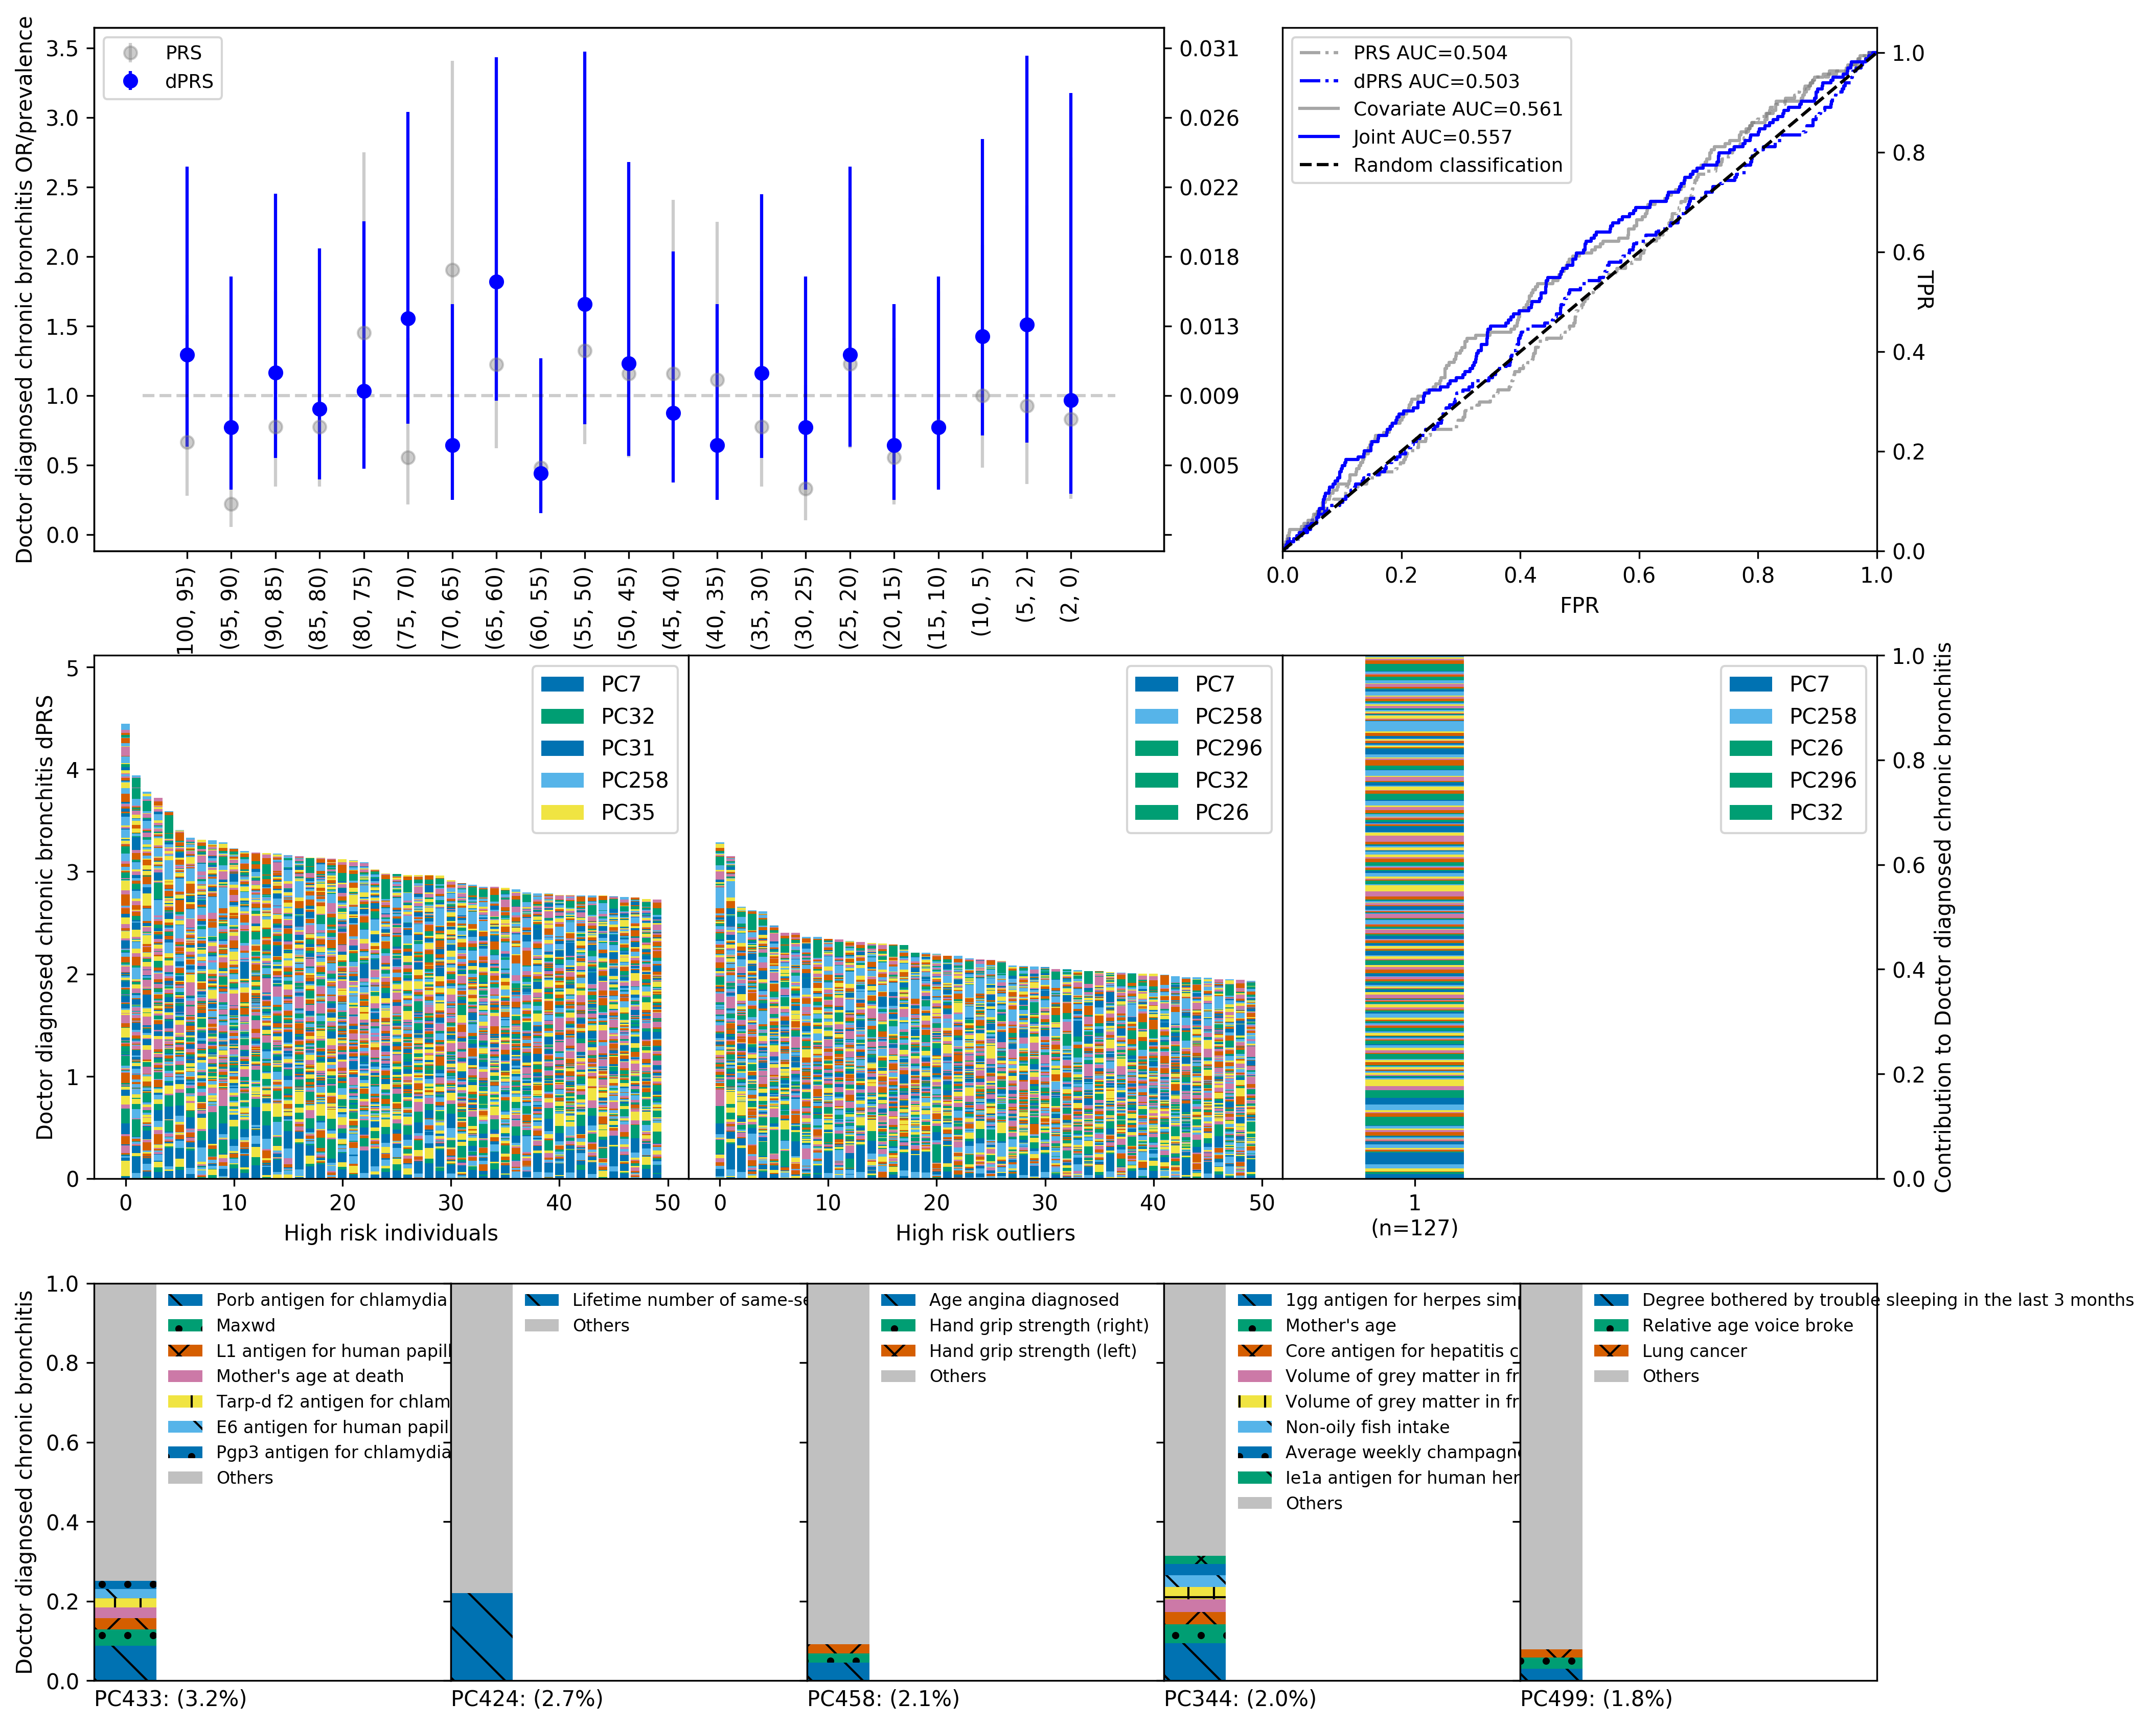 Doctor diagnosed chronic bronchitis OR/prevalence
3.5
3.0
2.5
2.0
1.5
1.0
0.5
0.0
PRS
dPRS
0.031
0.026
0.022
0.018
0.013
0.009
0.005
100, 95)
(95, 90)
(90, 85)
(85, 80)
(80, 75)
(75, 70)
(70, 65)
(65, 60)
(60, 55)
(55, 50)
(50, 45)
(45, 40)
(40, 35)
(35, 30)
(30, 25)
(25, 20)
(20, 15)
(15, 10)
(10, 5)
(5, 2)
(2, 0)
PRS AUC=0.504
dPRS AUC=0.503
Covariate AUC=0.561
Joint AUC=0.557
Random classification
1.0
0.8
0.6
0.4
0.2
0.0
TPR
0.0 0.2 0.4 0.6 0.8 1.0
FPR
Doctor diagnosed chronic bronchitis dPRS
5
4
3
2
1
0
PC7
PC32
PC31
PC258
PC35
0 10 20 30 40 50
High risk individuals
PC7
PC258
PC296
PC32
PC26
0 10 20 30 40 50
High risk outliers
PC7
PC258
PC26
PC296
PC32
1
(n=127)
1.0
0.8
0.6
0.4
0.2
0.0
Contribution to Doctor diagnosed chronic bronchitis
Doctor diagnosed chronic bronchitis
1.0
0.8
0.6
0.4
0.2
0.0
Porb antigen for chlamydia
Maxwd
L1 antigen for human papill
Mother's age at death
Tarp-d f2 antigen for chlam
E6 antigen for human papil
Pgp3 antigen for chlamydia
Others
PC433: (3.2%)
Lifetime number of same-se
Others
PC424: (2.7%)
Age angina diagnosed
Hand grip strength (right)
Hand grip strength (left)
Others
PC458: (2.1%)
1gg antigen for herpes simp
Mother's age
Core antigen for hepatitis c
Volume of grey matter in fr
Volume of grey matter in fr
Non-oily fish intake
Average weekly champagne
Ie1a antigen for human her
Others
PC344: (2.0%)
Degree bothered by trouble sleeping in the last 3 months
Relative age voice broke
Lung cancer
Others
PC499: (1.8%)